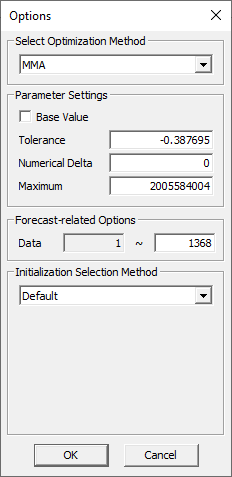 Options
Select Optimization Method
MMA
Parameter Settings
Base Value
Tolerance -0.387695
Numerical Delta 0
Maximum 2005584004
Forecast-related Options
Data 1 ~ 1368
Initialization Selection Method
Default
OK Cancel